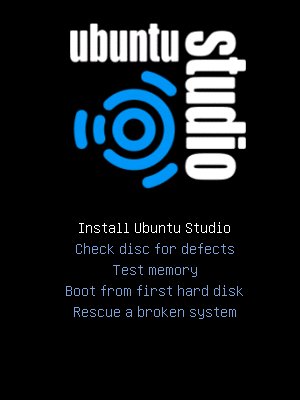 ubuntu
studio
Install Ubuntu Studio
Check disc for defects
Test memory
Boot from first hard disk
Rescue a broken system